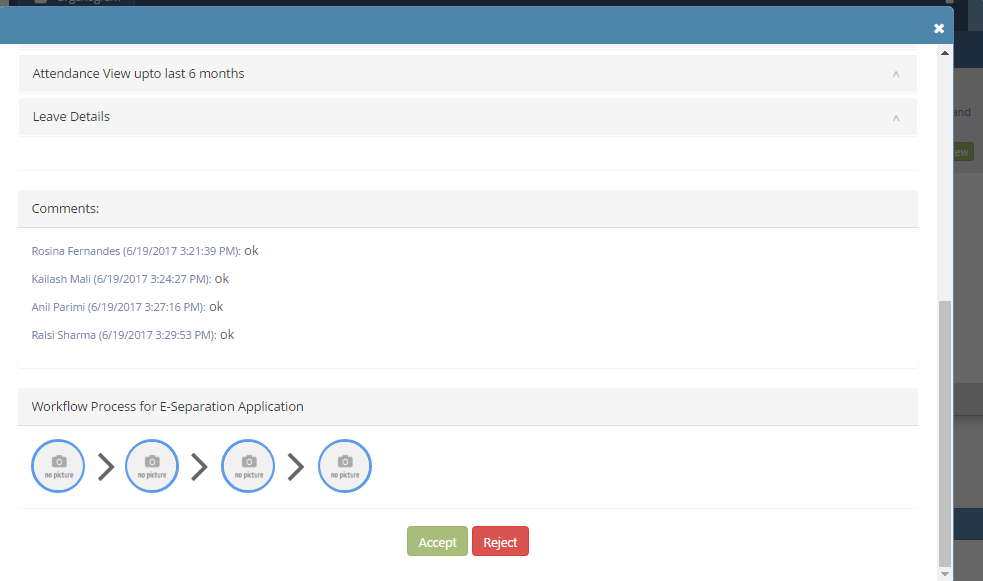 Organogram
Attendance View upto last 6 months
Leave Details
and
ew
Comments:
Rosina Fernandes (6/19/2017 3:21:39 PM): ok
Kailash Mali (6/19/2017 3:24:27 PM): ok
Anil Parimi (6/19/2017 3:27:16 PM): ok
Ralsi Sharma (6/19/2017 3:29:53 PM): ok
Workflow Process for E-Separation Application
no picture no picture no picture no picture
Accept Reject